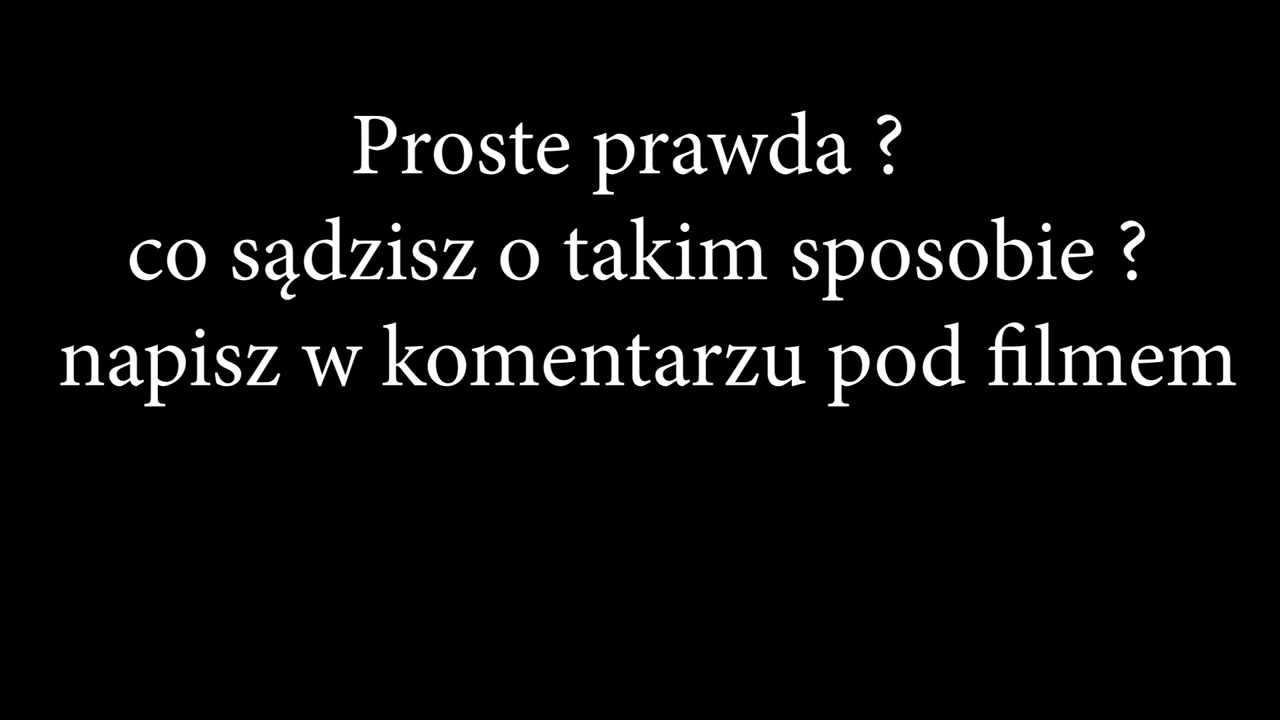 Proste prawda ?
co sądzisz o takim sposobie ?
napisz w komentarzu pod filmem